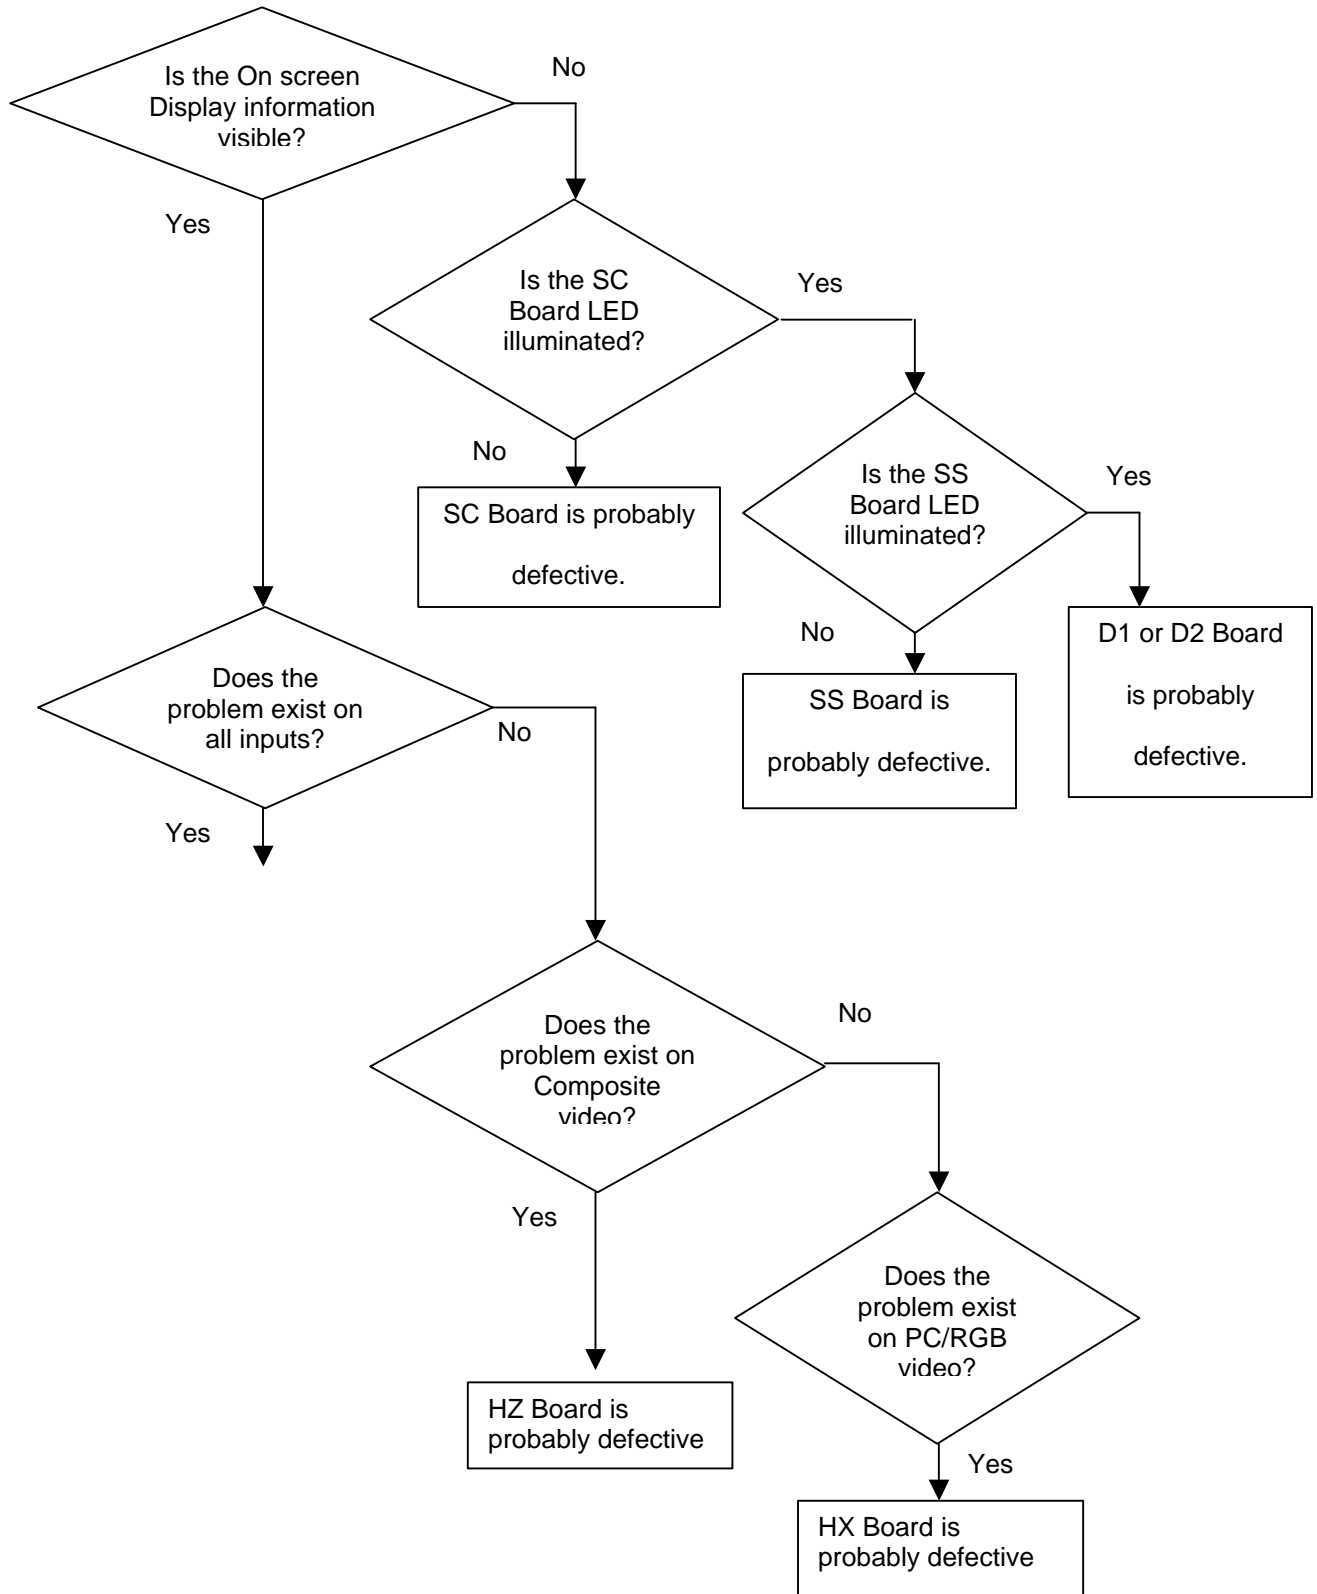 Is the On screen
Display information
visible?
No
Yes
Is the SC
Board LED
illuminated?
Yes
No
SC Board is probably
defective.
Is the SS
Board LED
illuminated?
Yes
No
SS Board is
probably defective.
D1 or D2 Board
is probably
defective.
Does the
problem exist on
all inputs?
No
Yes
Does the
problem exist on
Composite
video?
No
Yes
HZ Board is
probably defective
Does the
problem exist
on PC/RGB
video?
Yes
HX Board is
probably defective